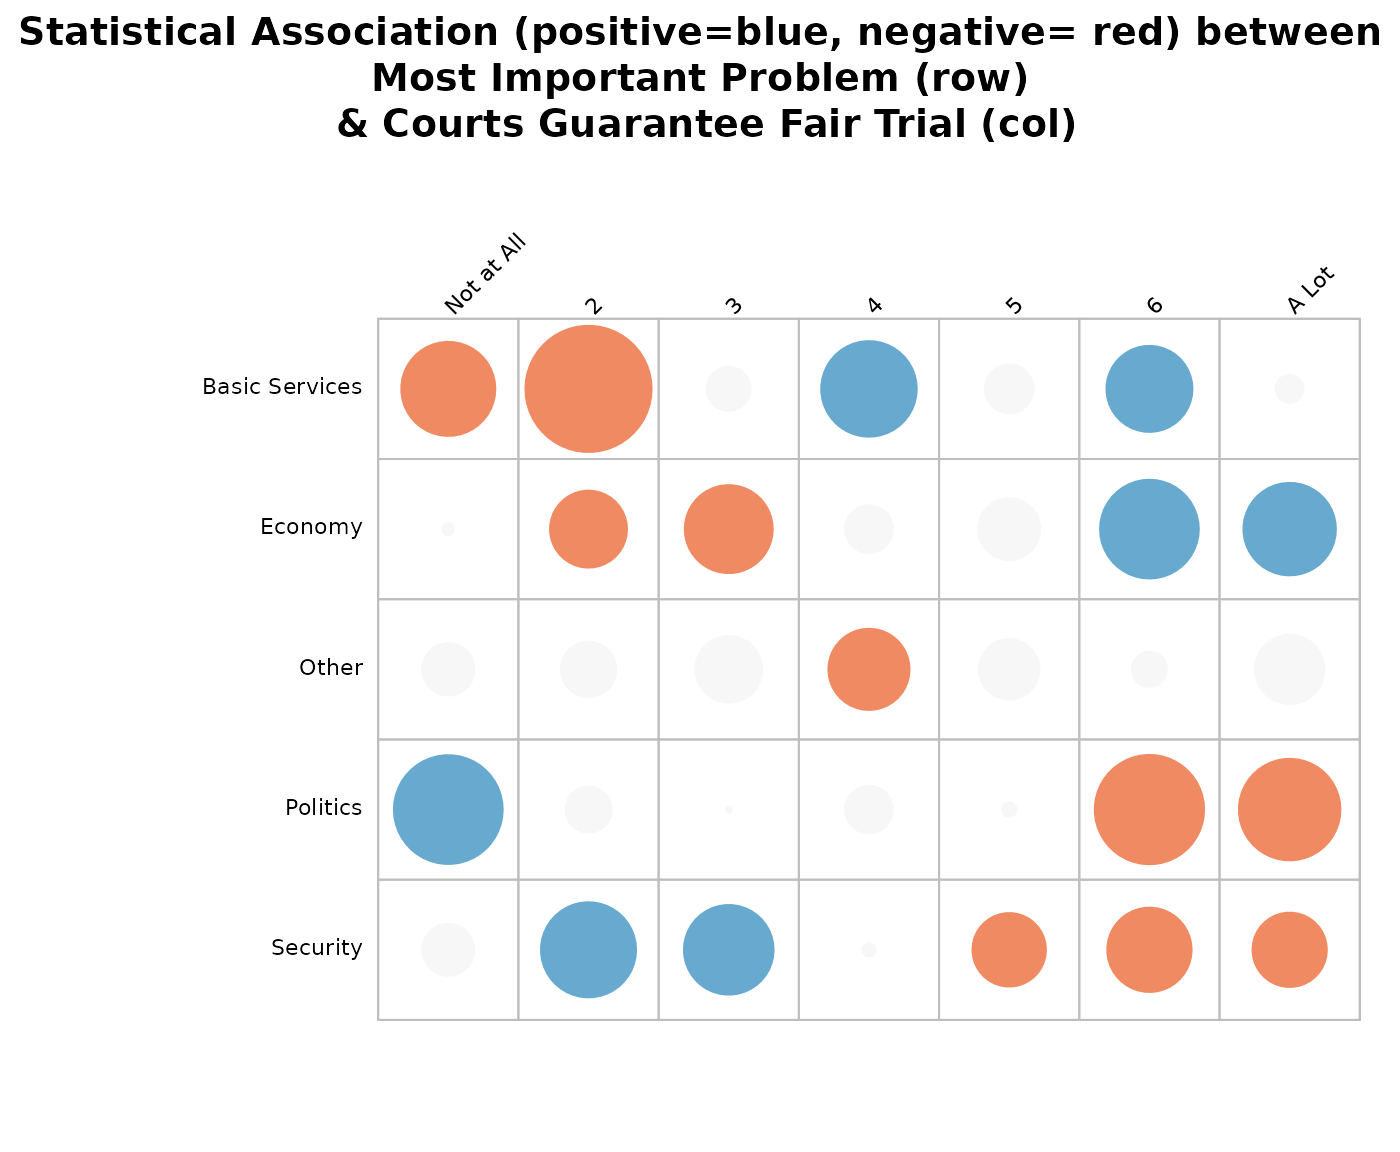 Statistical Association (positive=blue, negative= red) between
Most Important Problem (row)
& Courts Guarantee Fair Trial (col)
Not at All
2
3
4
5
6
A Lot
Basic Services
Economy
Other
Politics
Security